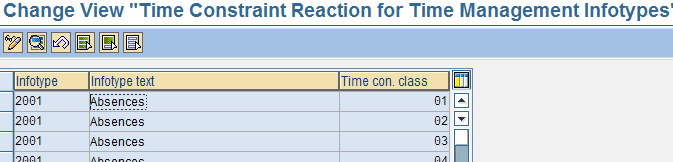 Change View "Time Constraint Reaction for Time Management Infotypes"
Infotype Infotype text Time con. class
2001 Absences 01
2001 Absences 02
2001 Absences 03
2001 Absences 04